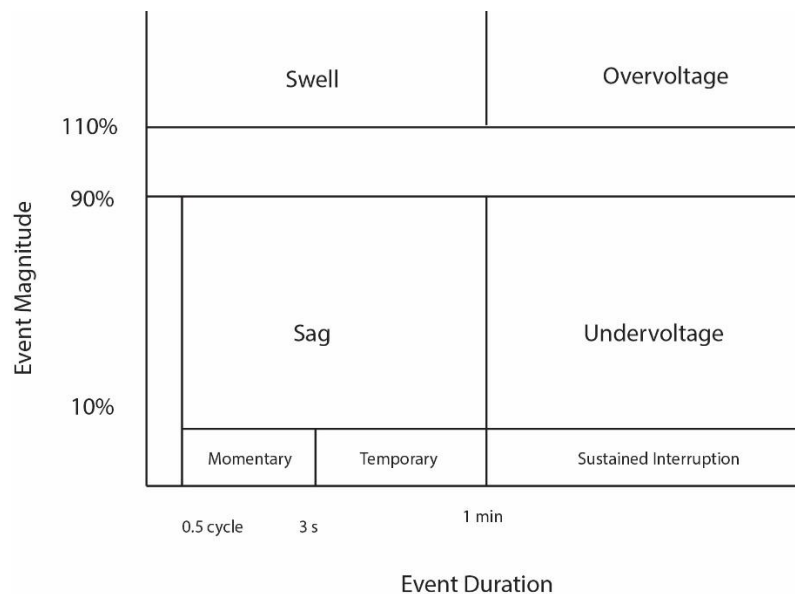 Swell
Overvoltage
110%
90%
Event Magnitude
Sag
Undervoltage
10%
Momentary
Temporary
Sustained Interruption
0.5 cycle
3 s
1 min
Event Duration